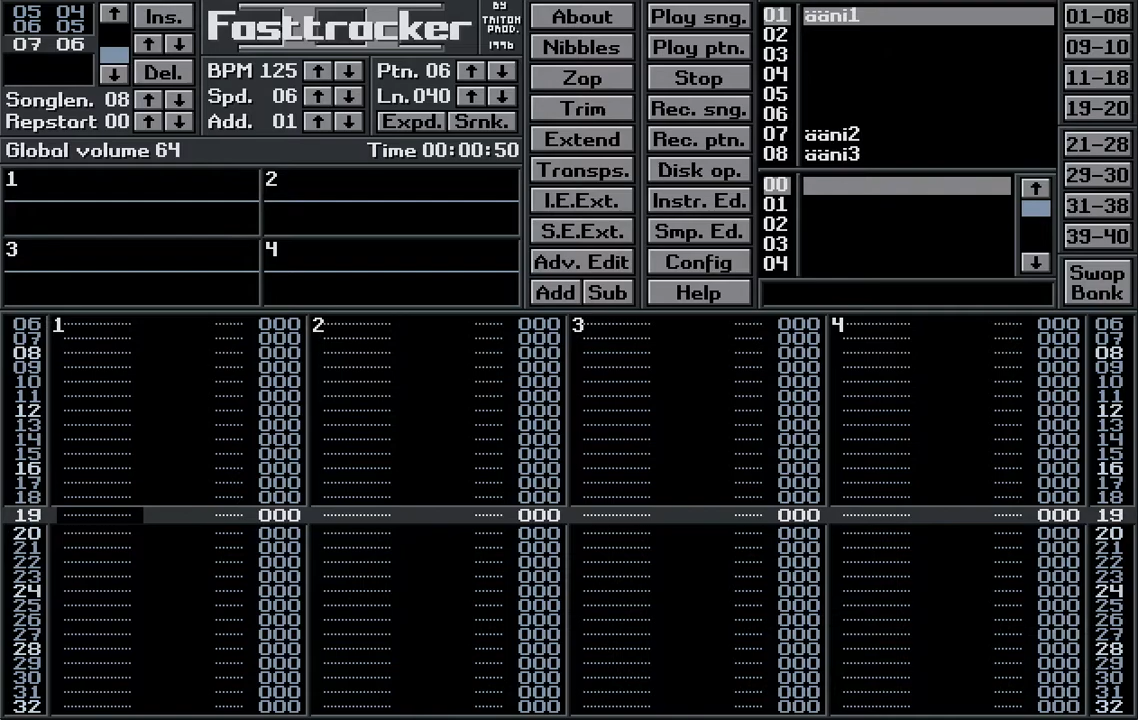 05 04
06 05
07 06
Ins.
Del.
Songlen. 08
Repstart 00
Fasttracker
BY
TRITON
PROD.
1996
BPM 125
Spd. 06
Add. 01
Ptn. 06
Ln. 040
Expd. Srnk.
Global volume 64
Time 00:00:50
1
2
3
4
About
Nibbles
Zap
Trim
Extend
Transps.
I.E.Ext.
S.E.Ext.
Adv. Edit
Add Sub
Play sng.
Play ptn.
Stop
Rec. sng.
Rec. ptn.
Disk op.
Instr. Ed.
Smp. Ed.
Config
Help
01 ääni1
02
03
04
05
06
07 ääni2
08 ääni3
00
01
02
03
04
01-08
09-10
11-18
19-20
21-28
29-30
31-38
39-40
Swap
Bank
06 1 000 2 000 3 000 4 000 06
07 000 000 000 000 07
08 000 000 000 000 08
09 000 000 000 000 09
10 000 000 000 000 10
11 000 000 000 000 11
12 000 000 000 000 12
13 000 000 000 000 13
14 000 000 000 000 14
15 000 000 000 000 15
16 000 000 000 000 16
17 000 000 000 000 17
18 000 000 000 000 18
19 000 000 000 000 19
20 000 000 000 000 20
21 000 000 000 000 21
22 000 000 000 000 22
23 000 000 000 000 23
24 000 000 000 000 24
25 000 000 000 000 25
26 000 000 000 000 26
27 000 000 000 000 27
28 000 000 000 000 28
29 000 000 000 000 29
30 000 000 000 000 30
31 000 000 000 000 31
32 000 000 000 000 32